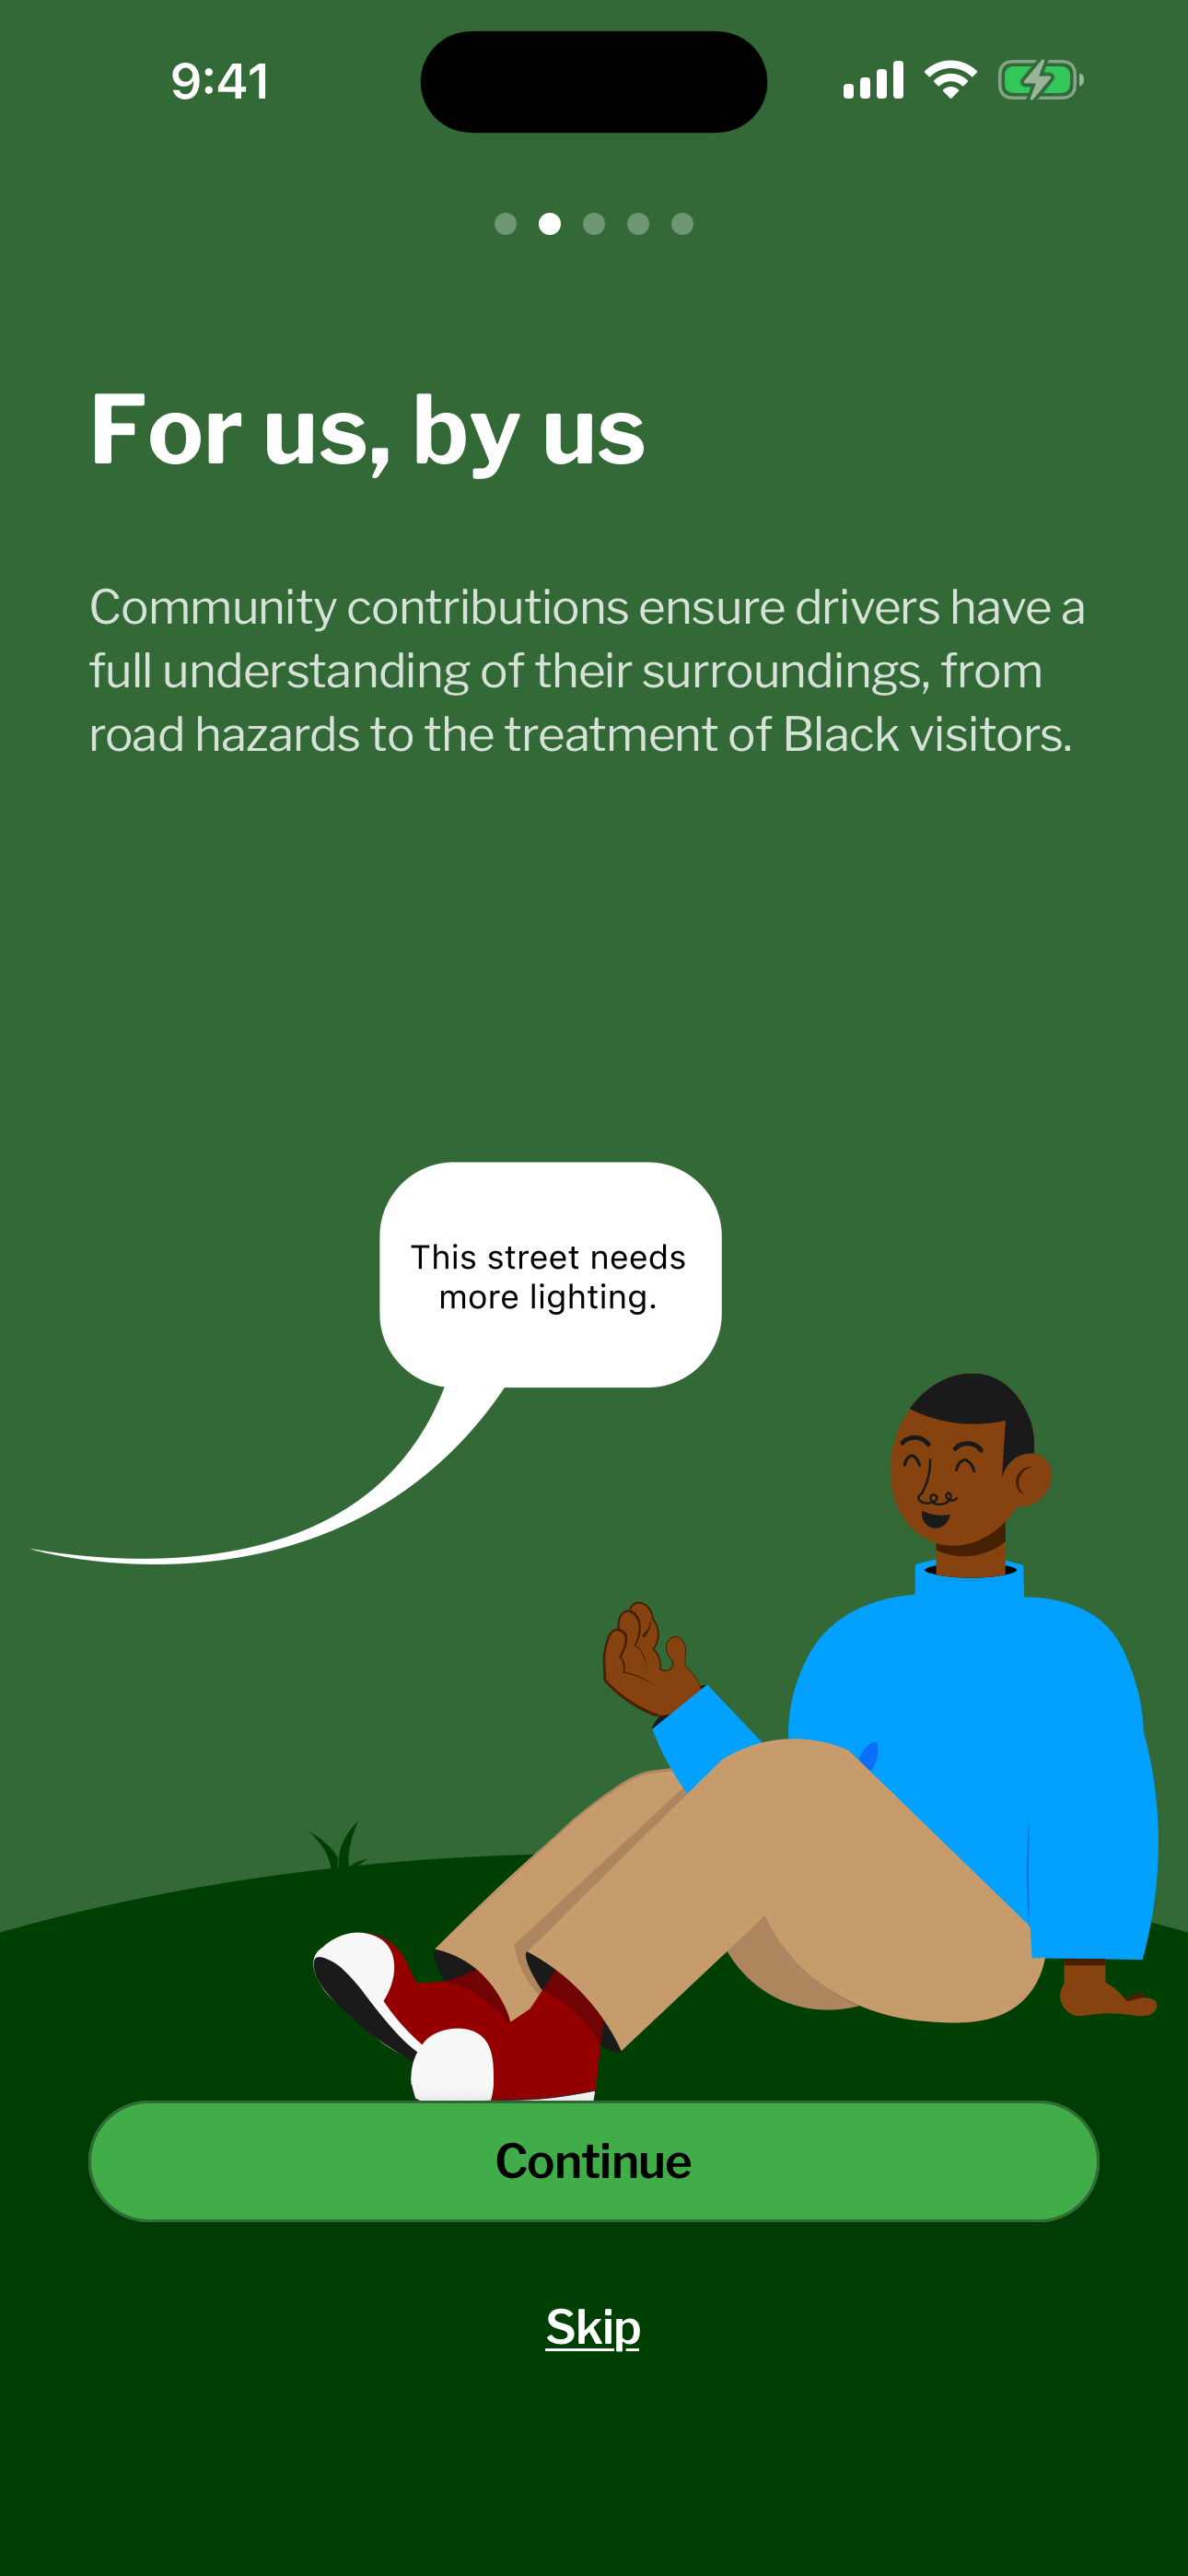 9:41
For us, by us
Community contributions ensure drivers have a
full understanding of their surroundings, from
road hazards to the treatment of Black visitors.
This street needs
more lighting.
Continue
Skip